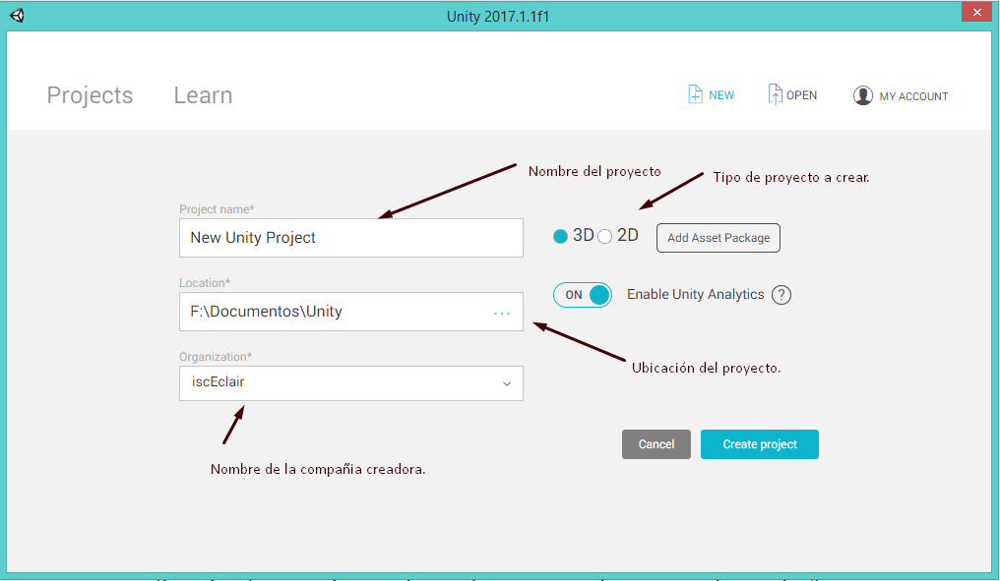 Unity 2017.1.1f1
Projects Learn NEW OPEN MY ACCOUNT
Nombre del proyecto
Tipo de proyecto a crear.
Project name*
New Unity Project
3D 2D Add Asset Package
Location*
F:\Documentos\Unity ...
ON Enable Unity Analytics ?
Organization*
iscEclair
Ubicación del proyecto.
Cancel Create project
Nombre de la compañia creadora.